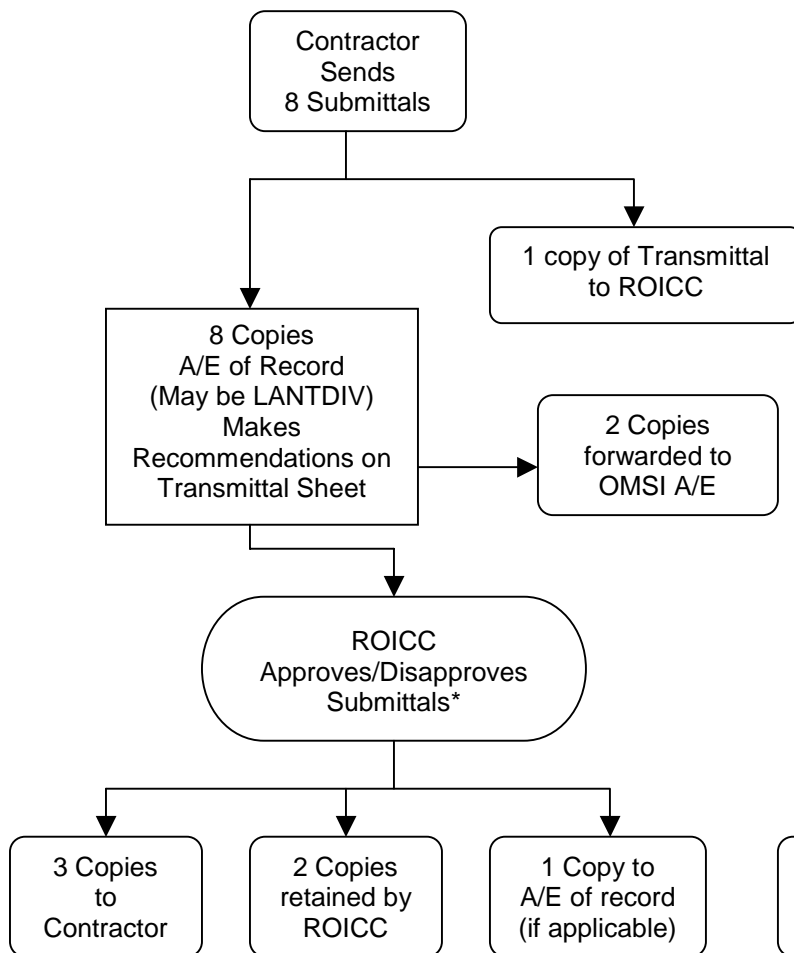 Contractor
Sends
8 Submittals
1 copy of Transmittal
to ROICC
8 Copies
A/E of Record
(May be LANTDIV)
Makes
Recommendations on
Transmittal Sheet
2 Copies
forwarded to
OMSI A/E
ROICC
Approves/Disapproves
Submittals*
3 Copies
to
Contractor
2 Copies
retained by
ROICC
1 Copy to
A/E of record
(if applicable)